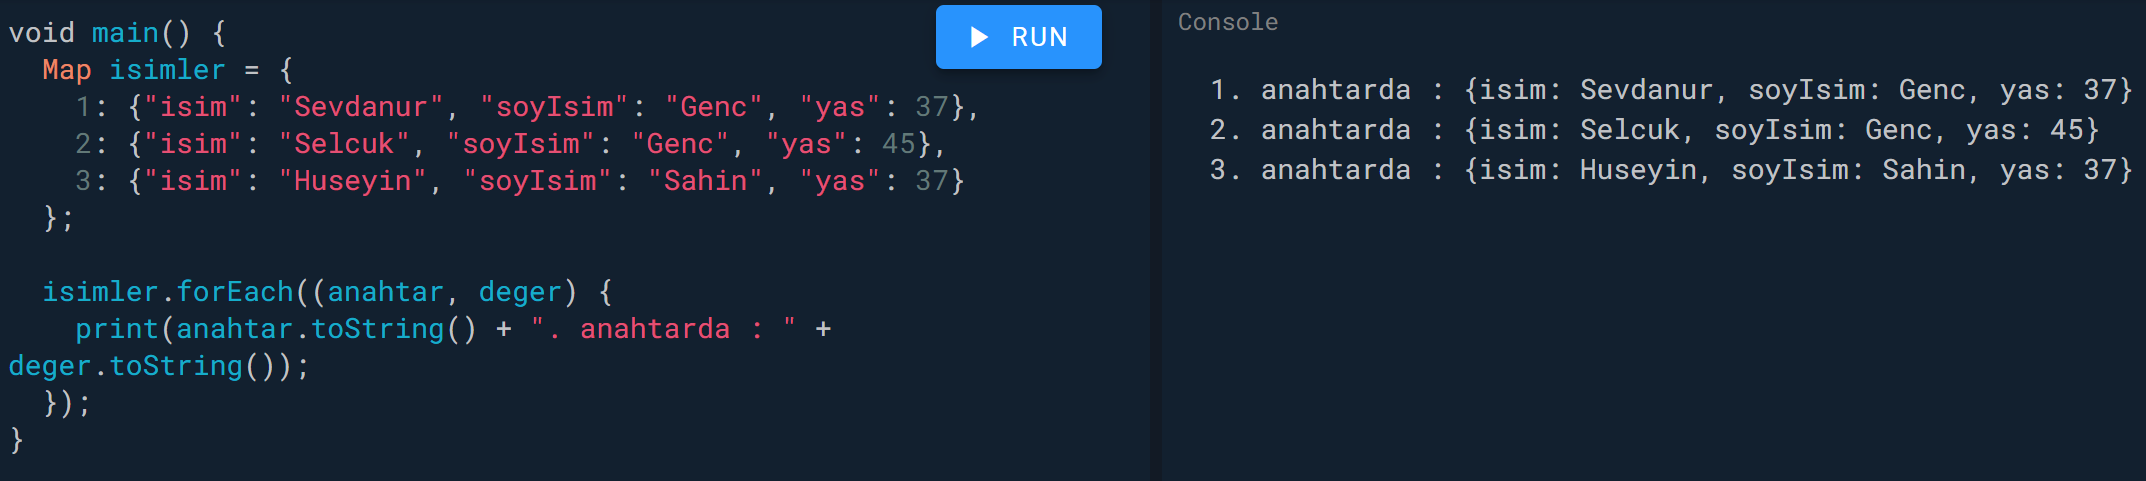 void main() {
  Map isimler = {
    1: {"isim": "Sevdanur", "soyIsim": "Genc", "yas": 37},
    2: {"isim": "Selcuk", "soyIsim": "Genc", "yas": 45},
    3: {"isim": "Huseyin", "soyIsim": "Sahin", "yas": 37}
  };

  isimler.forEach((anahtar, deger) {
    print(anahtar.toString() + ". anahtarda : " +
deger.toString());
  });
}
RUN
Console
1. anahtarda : {isim: Sevdanur, soyIsim: Genc, yas: 37}
2. anahtarda : {isim: Selcuk, soyIsim: Genc, yas: 45}
3. anahtarda : {isim: Huseyin, soyIsim: Sahin, yas: 37}